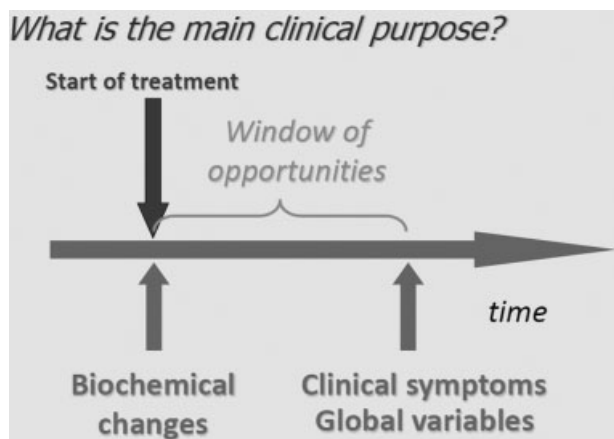 What is the main clinical purpose?
Start of treatment
Window of
opportunities
time
Biochemical
changes
Clinical symptoms
Global variables